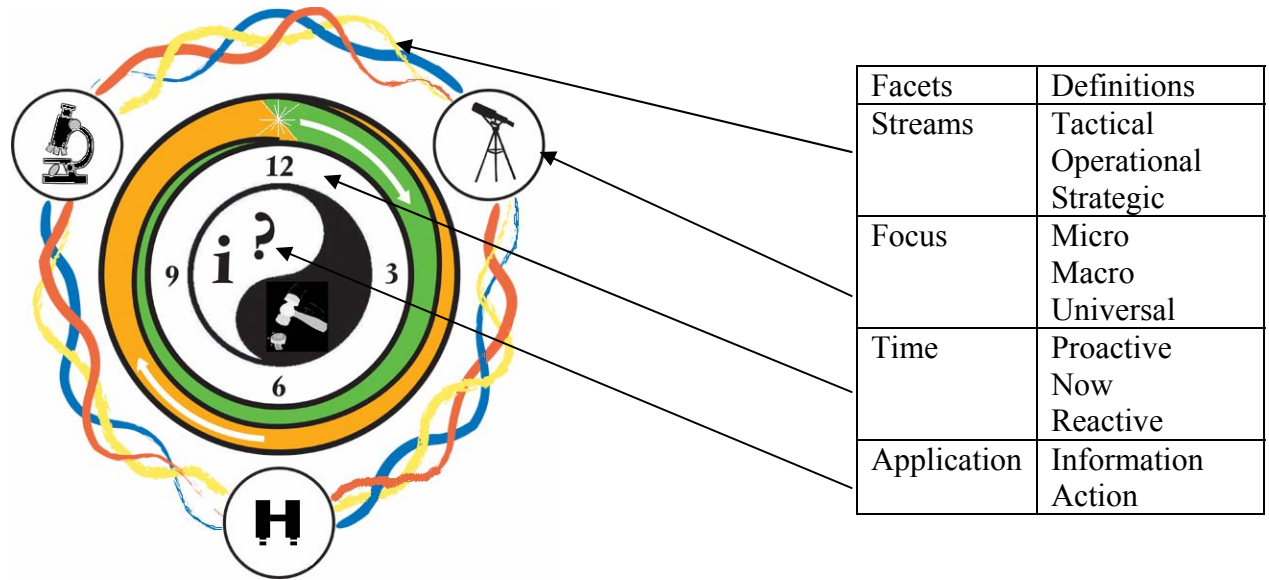 12
i ?
9 3
6
Facets Definitions
Streams Tactical
Operational
Strategic
Focus Micro
Macro
Universal
Time Proactive
Now
Reactive
Application Information
Action